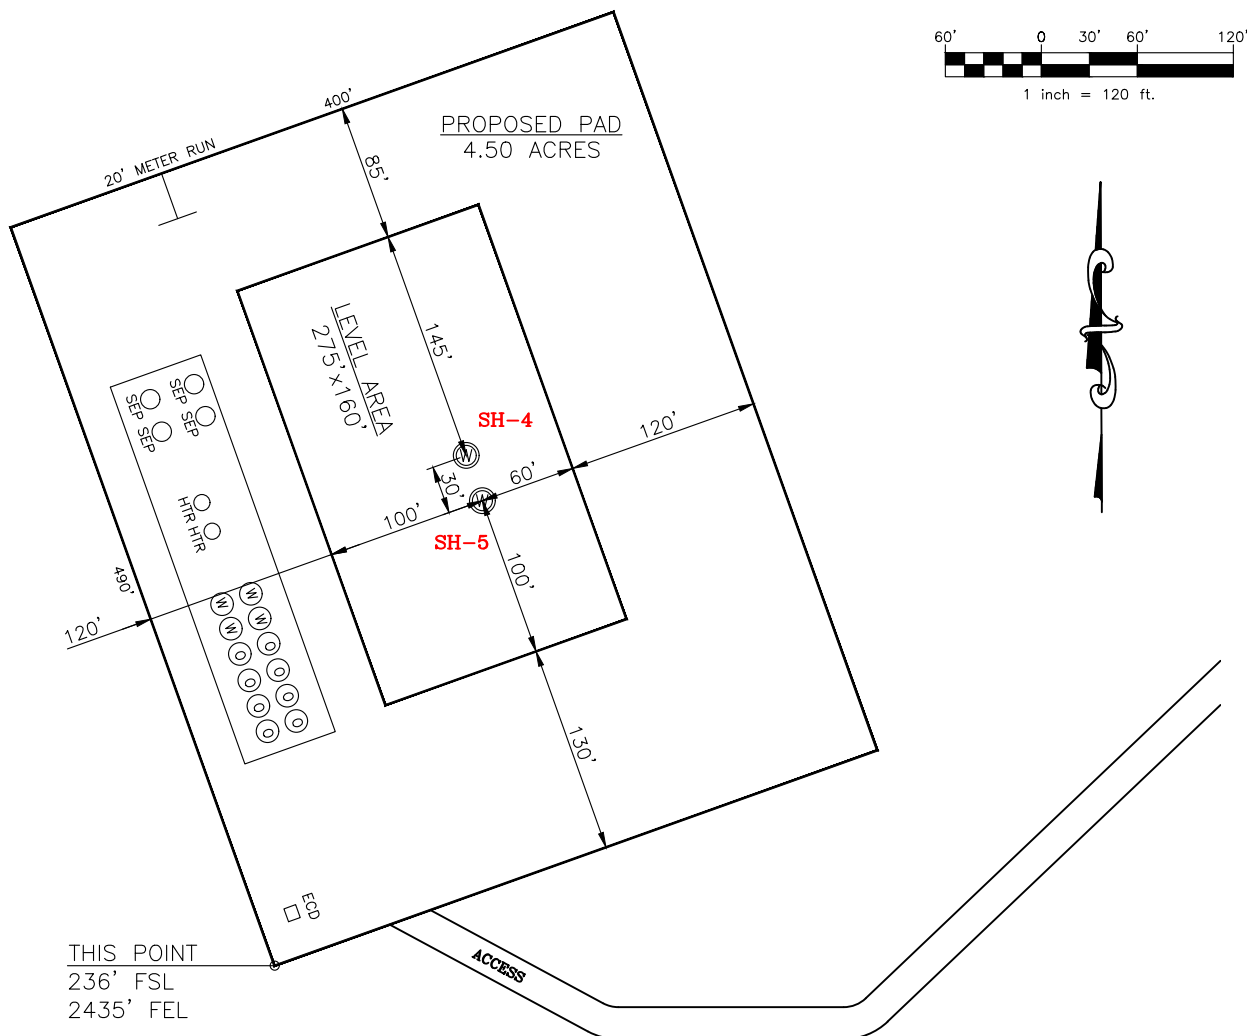 60' 0 30' 60' 120'
1 inch = 120 ft.
400'
PROPOSED PAD
4.50 ACRES
20' METER RUN
85'
LEVEL AREA
275'x160'
145'
SH-4
W
120'
SEP SEP
SEP SEP
30'
60'
W
100'
SH-5
HTR HTR
100'
490'
120'
W W
W W
O O
O O
O O
O O
130'
ECD
ACCESS
THIS POINT
236' FSL
2435' FEL